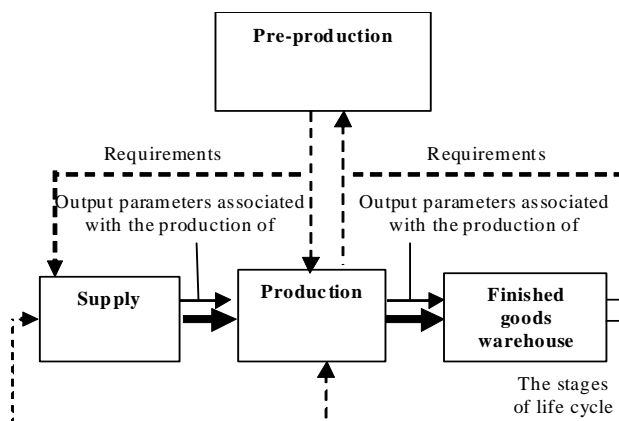 Pre-production
Requirements
Requirements
Output parameters associated
with the production of
Output parameters associated
with the production of
Supply
Production
Finished
goods
warehouse
The stages
of life cycle